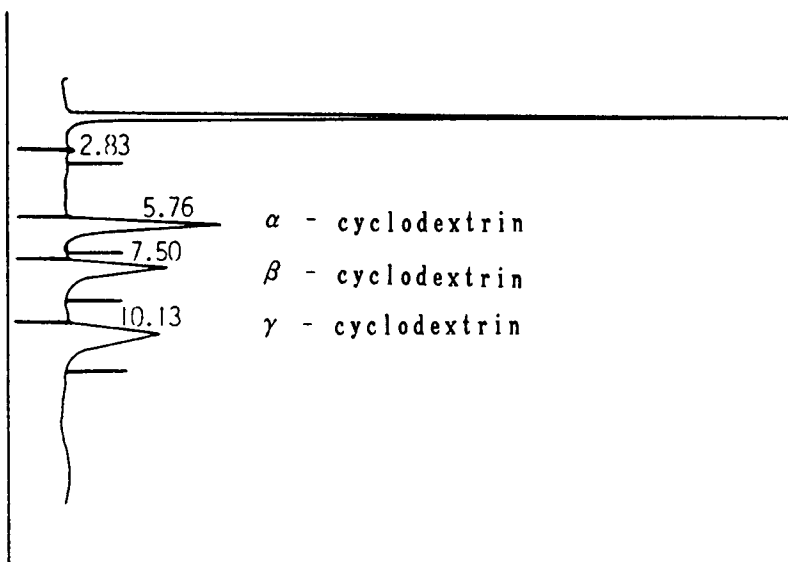 2.83
5.76 α - cyclodextrin
7.50 β - cyclodextrin
10.13 γ - cyclodextrin